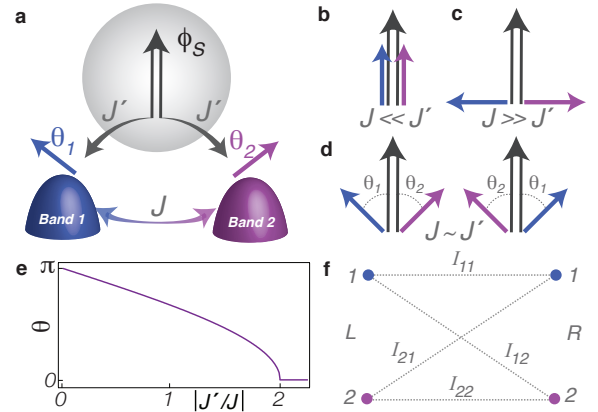 a
ϕS
J′ J′
θ1 θ2
J
Band 1 Band 2
b
J << J′
c
J >> J′
d
θ1 θ2 θ2 θ1
J ~ J′
e
π
θ
0
0 1 2
|J′/J|
f
1 I11 1
L R
I21 I12
2 I22 2